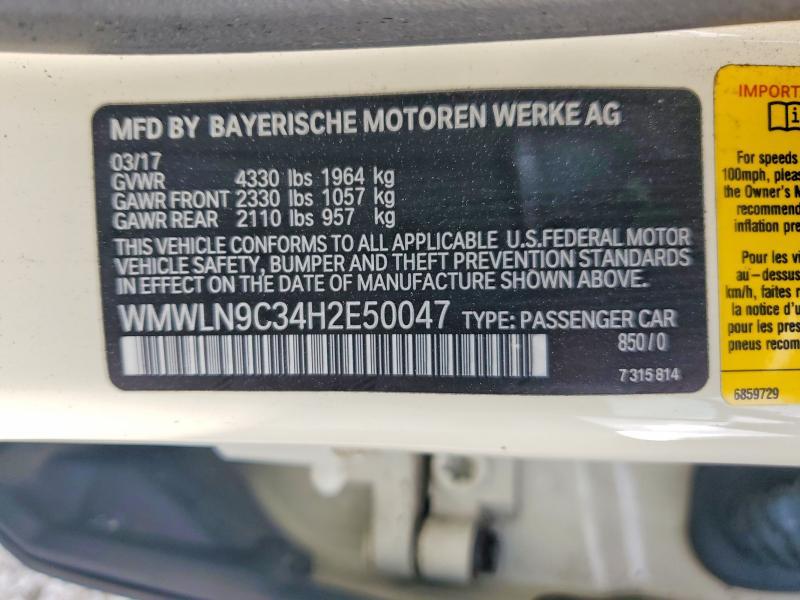 MFD BY BAYERISCHE MOTOREN WERKE AG
03/17
GVWR 4330 lbs 1964 kg
GAWR FRONT 2330 lbs 1057 kg
GAWR REAR 2110 lbs 957 kg
THIS VEHICLE CONFORMS TO ALL APPLICABLE U.S.FEDERAL MOTOR
VEHICLE SAFETY, BUMPER AND THEFT PREVENTION STANDARDS
IN EFFECT ON THE DATE OF MANUFACTURE SHOWN ABOVE.
WMWLN9C34H2E50047 TYPE: PASSENGER CAR
850/0
7 315 814
For speeds
100mph, pleas
the Owner's M
recommend
inflation pre
Pour les vi
au-dessus
km/h, faites r
la notice d'u
pour les pres
pneus recom
6859729